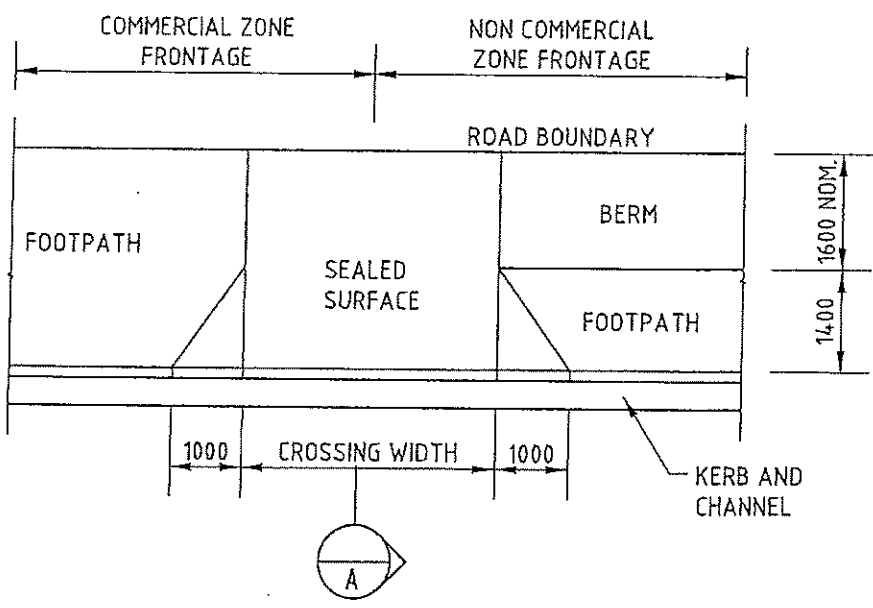 COMMERCIAL ZONE
FRONTAGE
NON COMMERCIAL
ZONE FRONTAGE
ROAD BOUNDARY
FOOTPATH
SEALED
SURFACE
BERM
FOOTPATH
1600 NOM.
1400
1000
CROSSING WIDTH
1000
KERB AND
CHANNEL
A